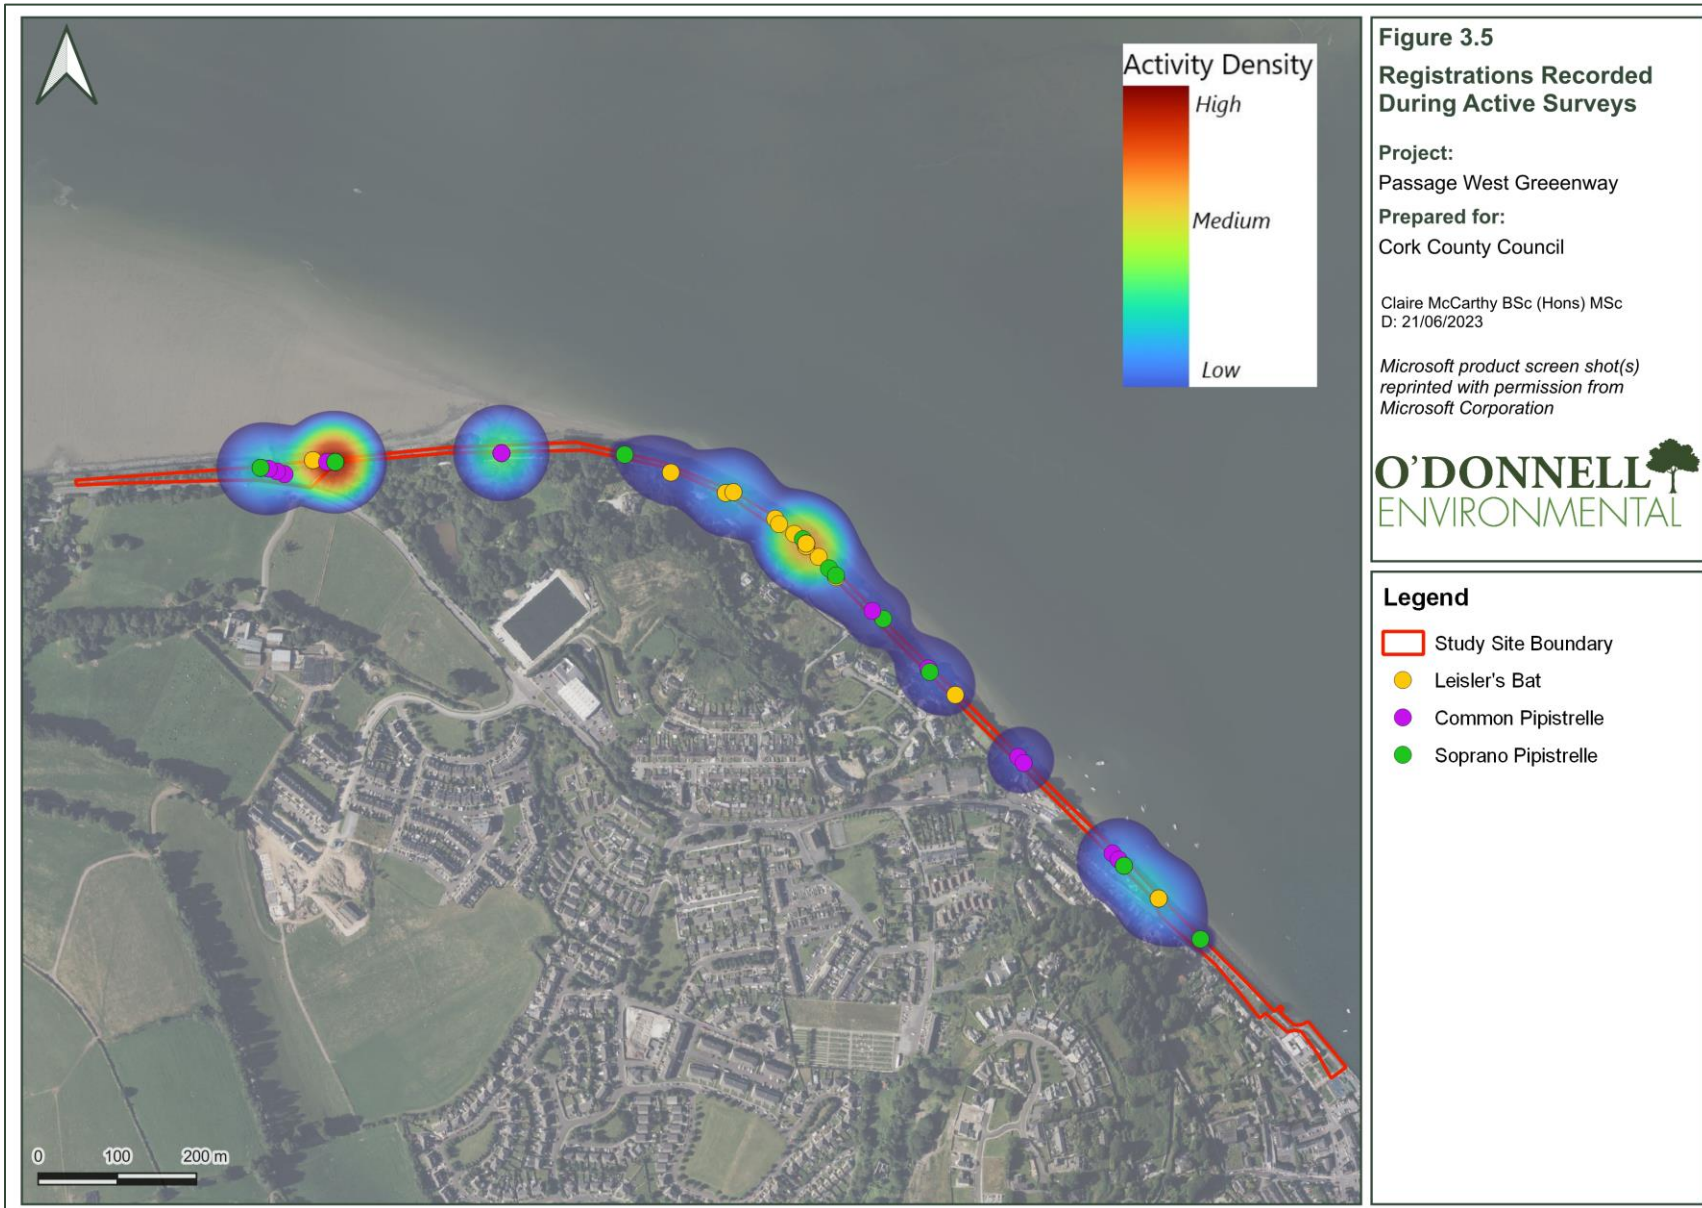 Activity Density
High
Medium
Low
0 100 200 m
Figure 3.5
Registrations Recorded
During Active Surveys
Project:
Passage West Greeenway
Prepared for:
Cork County Council
Claire McCarthy BSc (Hons) MSc
D: 21/06/2023
Microsoft product screen shot(s)
reprinted with permission from
Microsoft Corporation
O'DONNELL
ENVIRONMENTAL
Legend
Study Site Boundary
Leisler's Bat
Common Pipistrelle
Soprano Pipistrelle